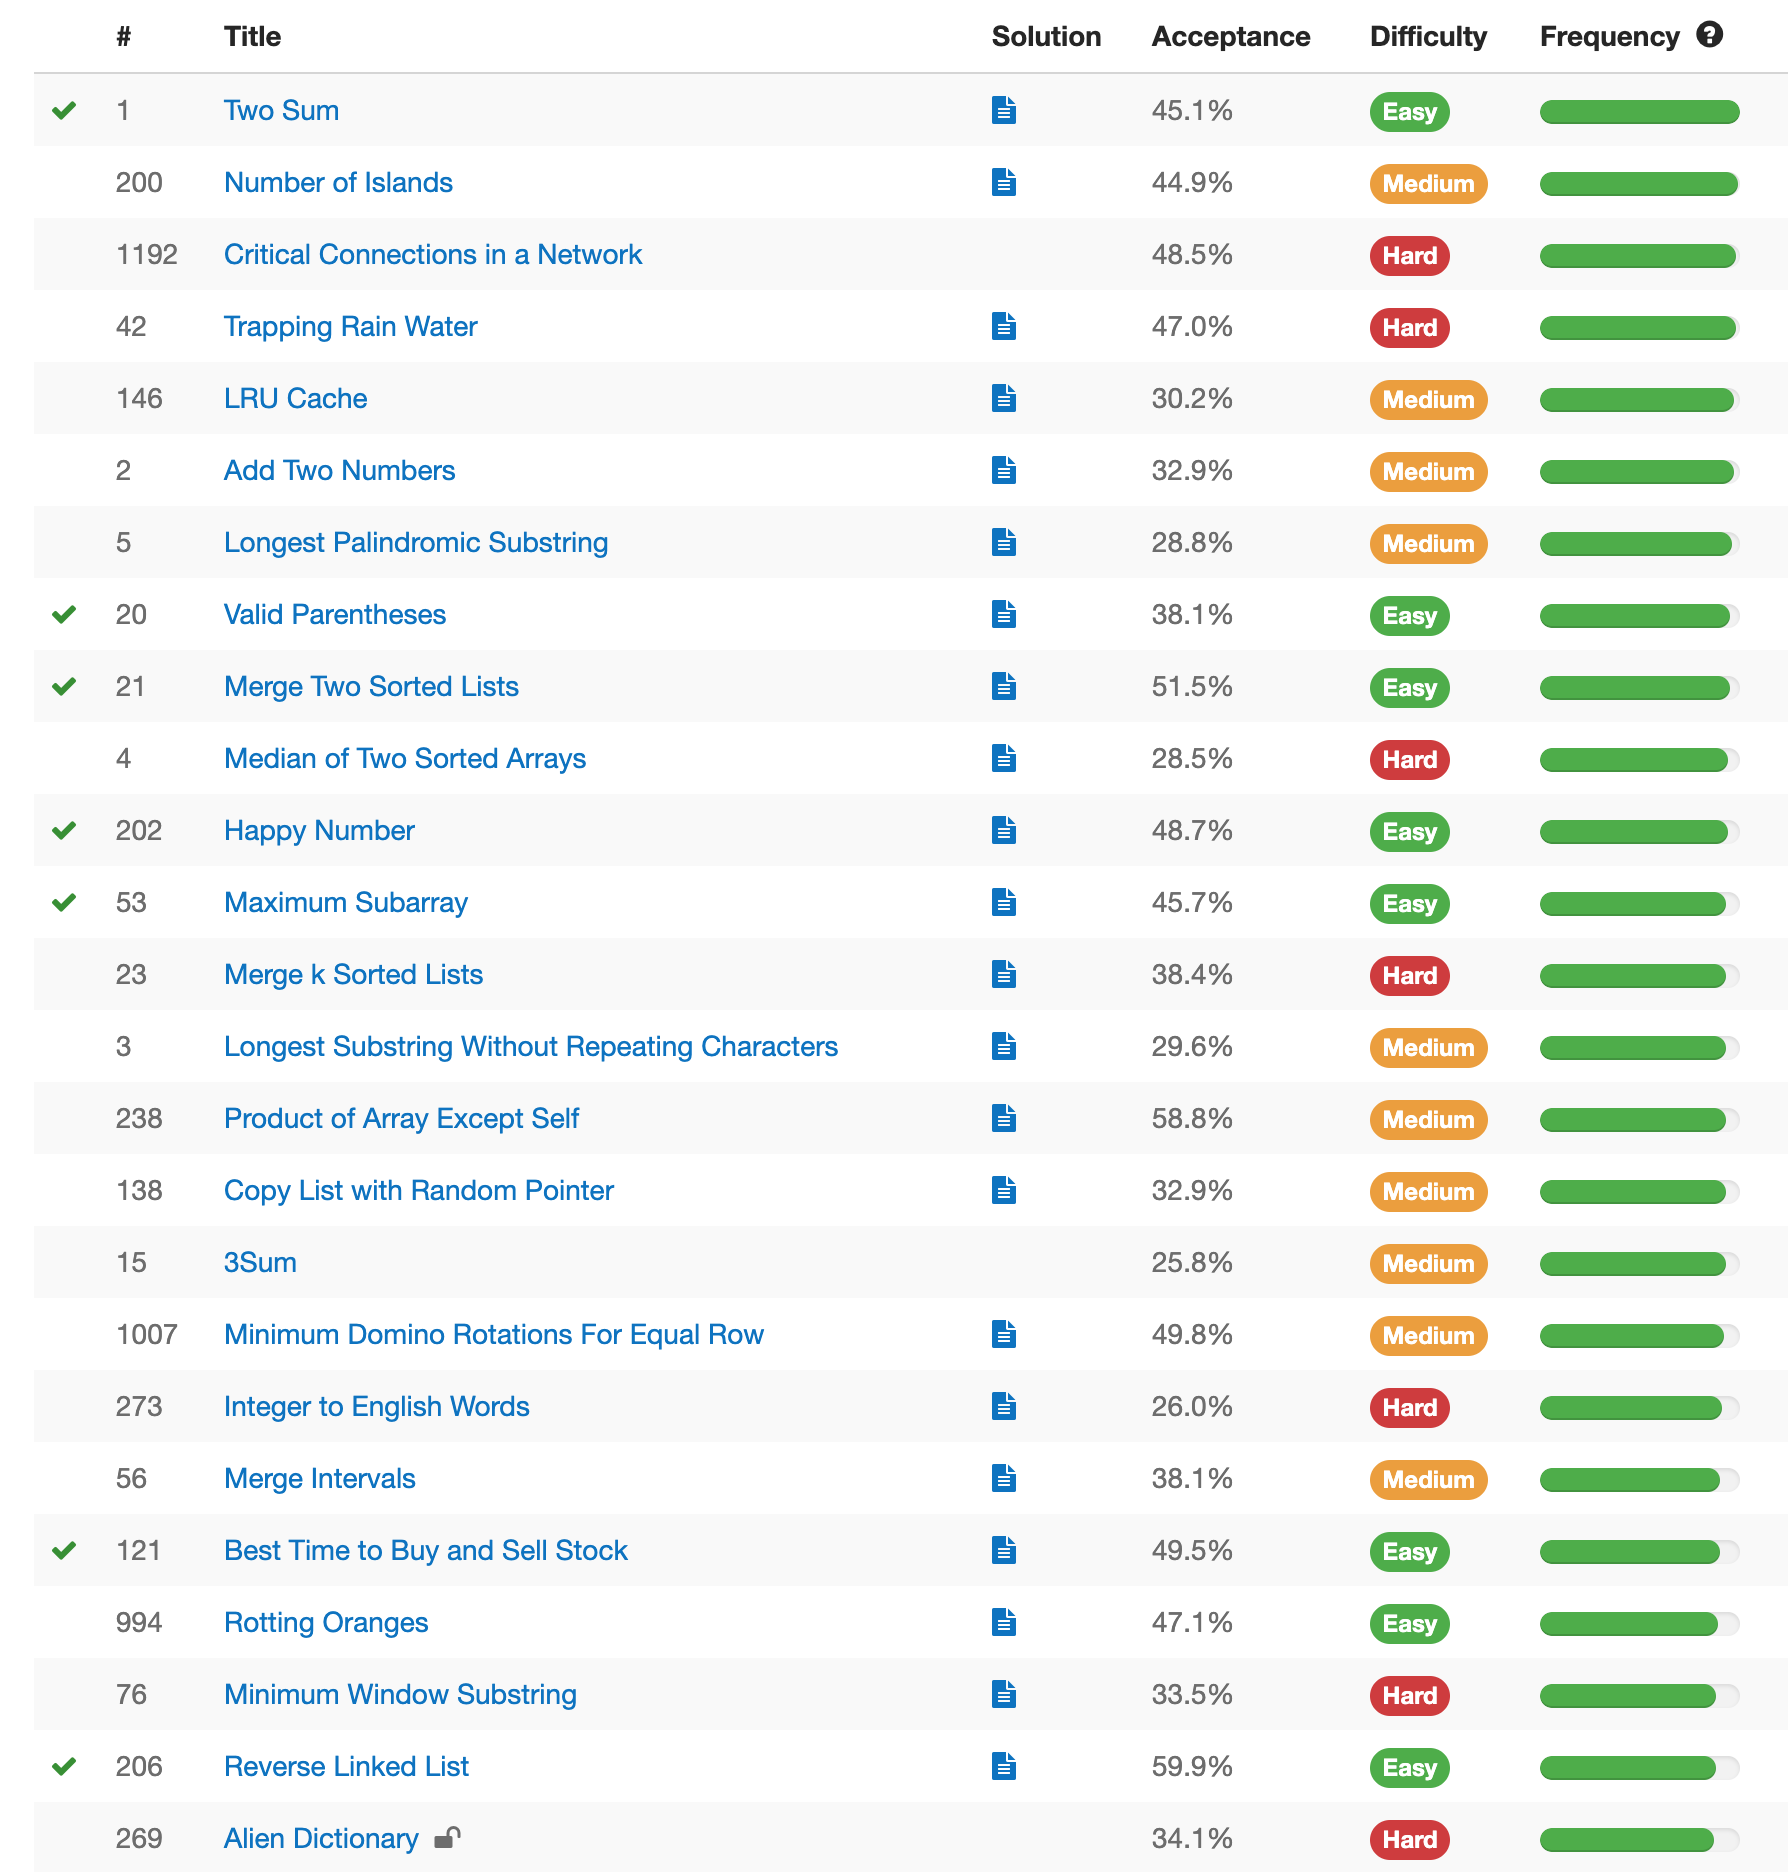 # Title Solution Acceptance Difficulty Frequency ?
1 Two Sum 45.1% Easy
200 Number of Islands 44.9% Medium
1192 Critical Connections in a Network 48.5% Hard
42 Trapping Rain Water 47.0% Hard
146 LRU Cache 30.2% Medium
2 Add Two Numbers 32.9% Medium
5 Longest Palindromic Substring 28.8% Medium
20 Valid Parentheses 38.1% Easy
21 Merge Two Sorted Lists 51.5% Easy
4 Median of Two Sorted Arrays 28.5% Hard
202 Happy Number 48.7% Easy
53 Maximum Subarray 45.7% Easy
23 Merge k Sorted Lists 38.4% Hard
3 Longest Substring Without Repeating Characters 29.6% Medium
238 Product of Array Except Self 58.8% Medium
138 Copy List with Random Pointer 32.9% Medium
15 3Sum 25.8% Medium
1007 Minimum Domino Rotations For Equal Row 49.8% Medium
273 Integer to English Words 26.0% Hard
56 Merge Intervals 38.1% Medium
121 Best Time to Buy and Sell Stock 49.5% Easy
994 Rotting Oranges 47.1% Easy
76 Minimum Window Substring 33.5% Hard
206 Reverse Linked List 59.9% Easy
269 Alien Dictionary 34.1% Hard